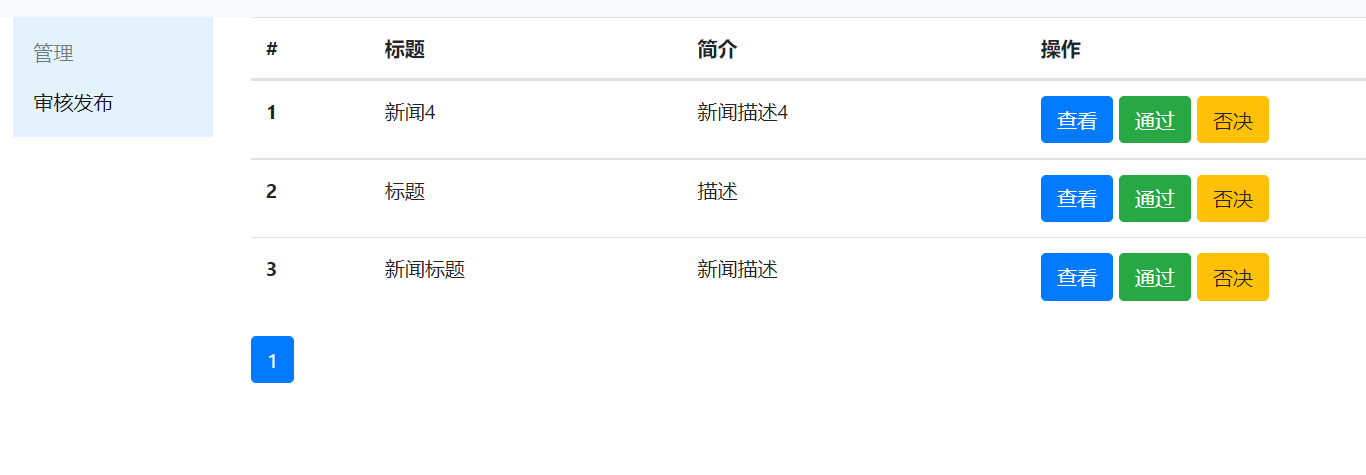 管理
审核发布
# 标题 简介 操作
1 新闻4 新闻描述4 查看 通过 否决
2 标题 描述 查看 通过 否决
3 新闻标题 新闻描述 查看 通过 否决
1